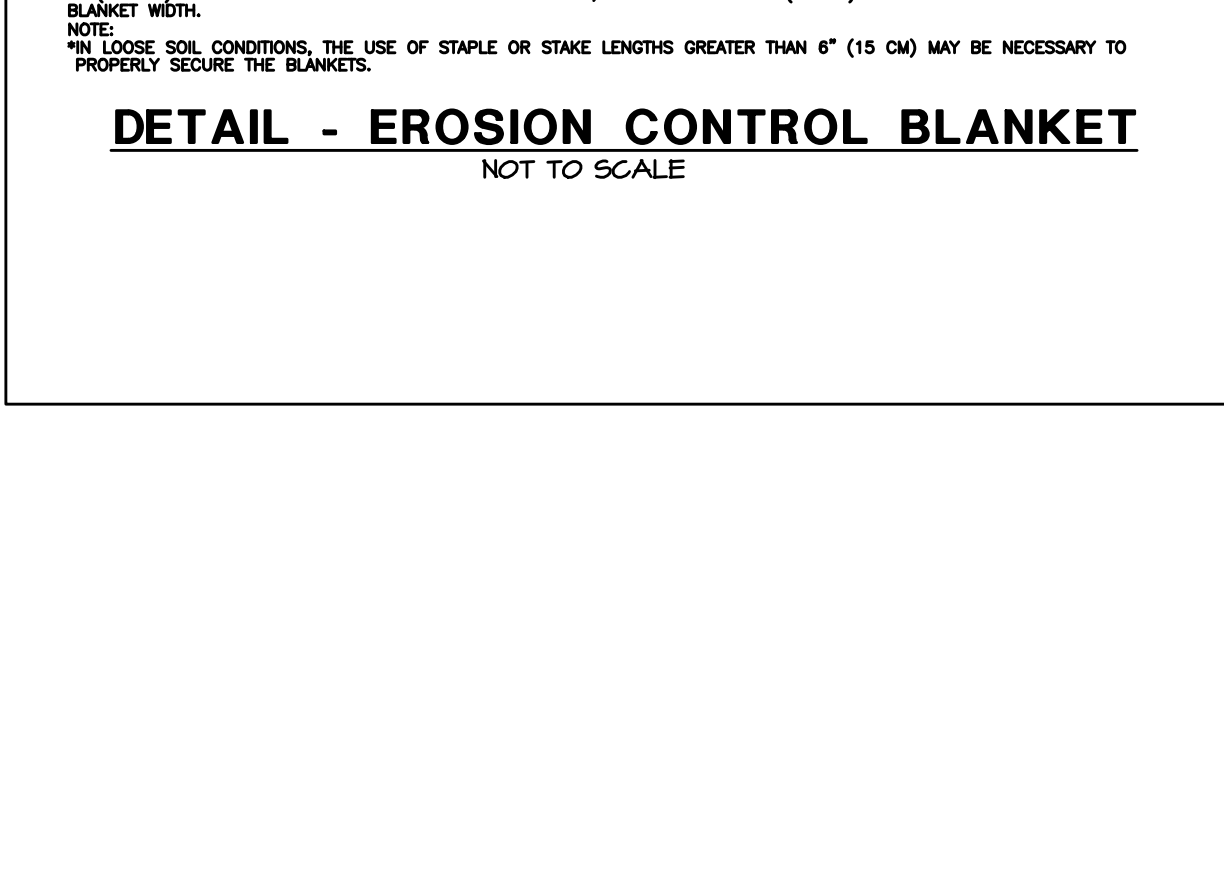 BLANKET WIDTH.
NOTE:
*IN LOOSE SOIL CONDITIONS, THE USE OF STAPLE OR STAKE LENGTHS GREATER THAN 6" (15 CM) MAY BE NECESSARY TO
PROPERLY SECURE THE BLANKETS.
DETAIL - EROSION CONTROL BLANKET
NOT TO SCALE